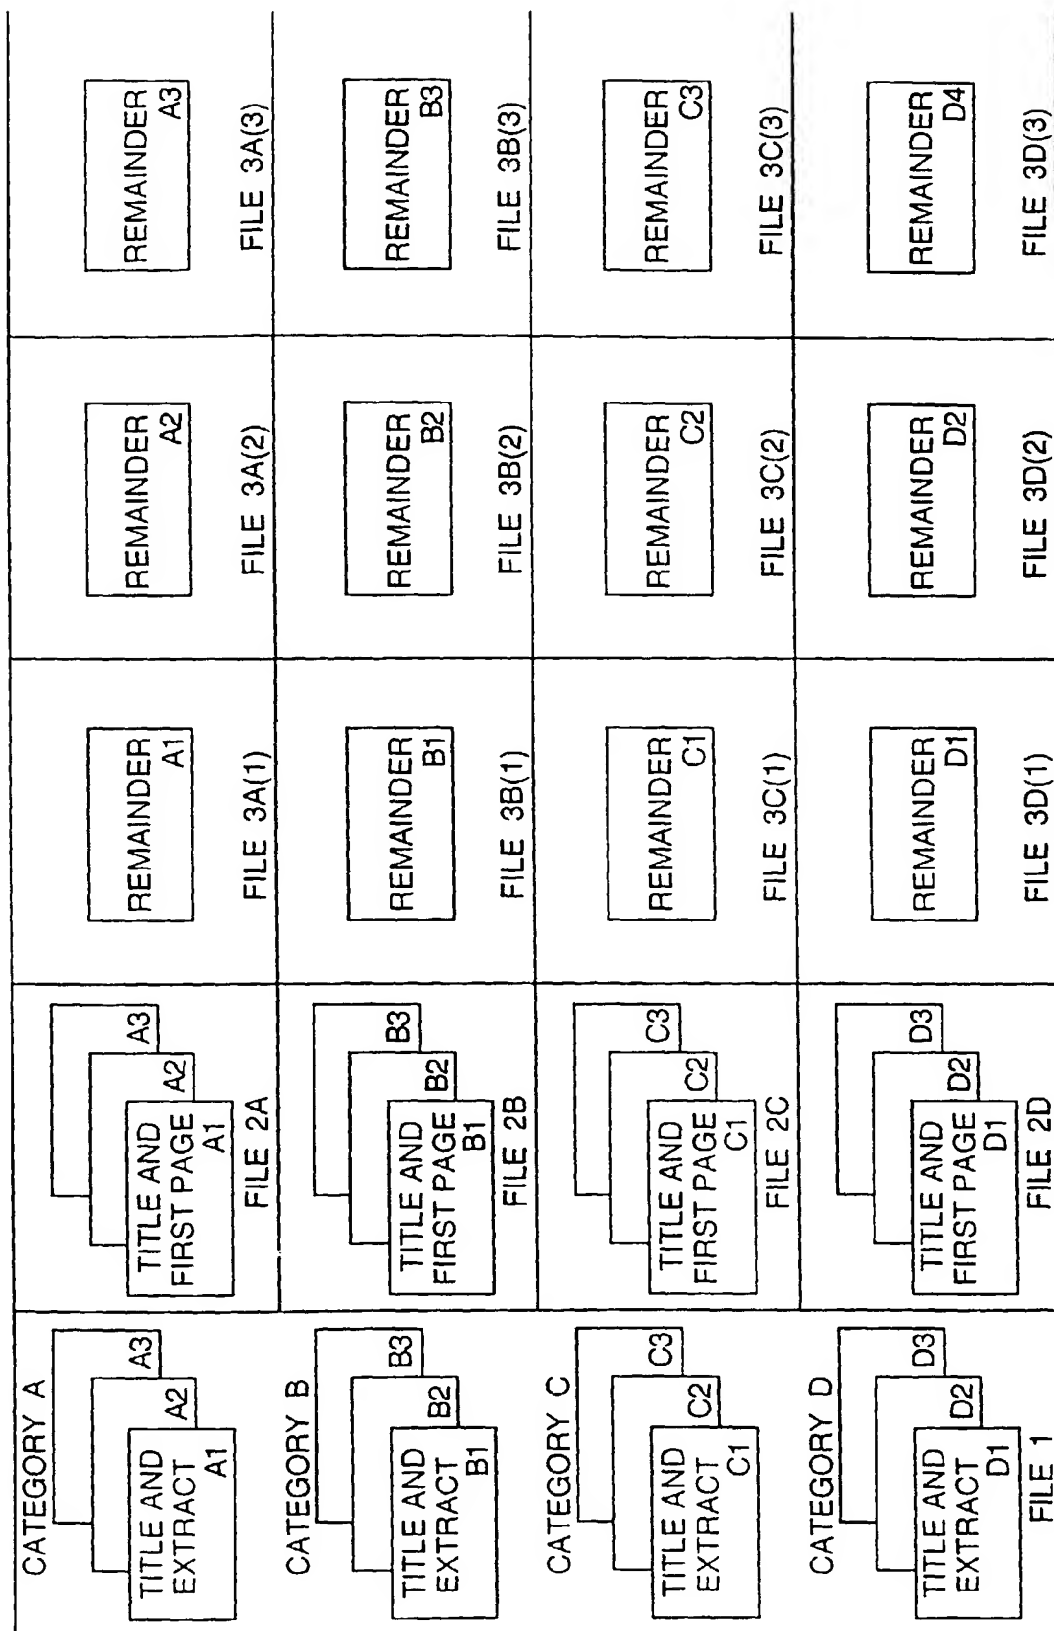 CATEGORY A
TITLE AND
EXTRACT
A1
A2
A3
TITLE AND
FIRST PAGE
A1
A2
A3
FILE 2A
REMAINDER
A1
FILE 3A(1)
REMAINDER
A2
FILE 3A(2)
REMAINDER
A3
FILE 3A(3)
CATEGORY B
TITLE AND
EXTRACT
B1
B2
B3
TITLE AND
FIRST PAGE
B1
B2
B3
FILE 2B
REMAINDER
B1
FILE 3B(1)
REMAINDER
B2
FILE 3B(2)
REMAINDER
B3
FILE 3B(3)
CATEGORY C
TITLE AND
EXTRACT
C1
C2
C3
TITLE AND
FIRST PAGE
C1
C2
C3
FILE 2C
REMAINDER
C1
FILE 3C(1)
REMAINDER
C2
FILE 3C(2)
REMAINDER
C3
FILE 3C(3)
CATEGORY D
TITLE AND
EXTRACT
D1
D2
D3
FILE 1
TITLE AND
FIRST PAGE
D1
D2
D3
FILE 2D
REMAINDER
D1
FILE 3D(1)
REMAINDER
D2
FILE 3D(2)
REMAINDER
D4
FILE 3D(3)